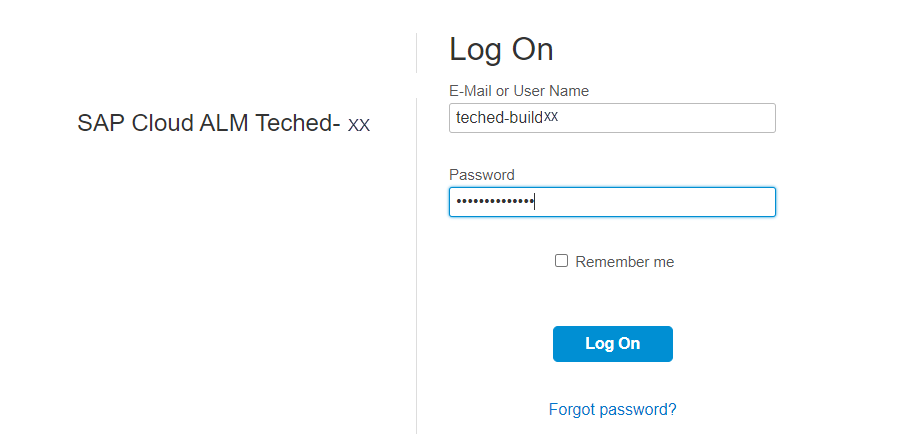 Log On
E-Mail or User Name
SAP Cloud ALM Teched- xx
teched-buildxx
Password
••••••••••••••
Remember me
Log On
Forgot password?